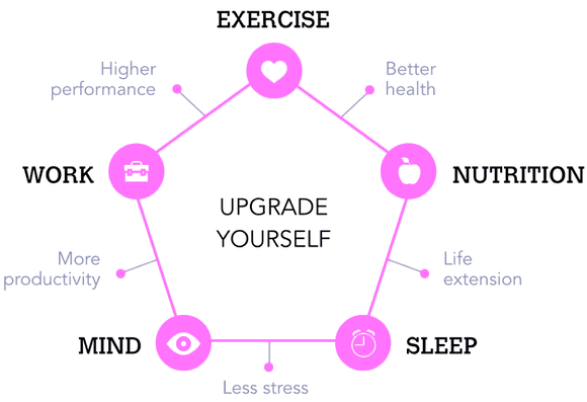 EXERCISE
Higher
performance
Better
health
WORK
NUTRITION
UPGRADE
YOURSELF
More
productivity
Life
extension
MIND
SLEEP
Less stress